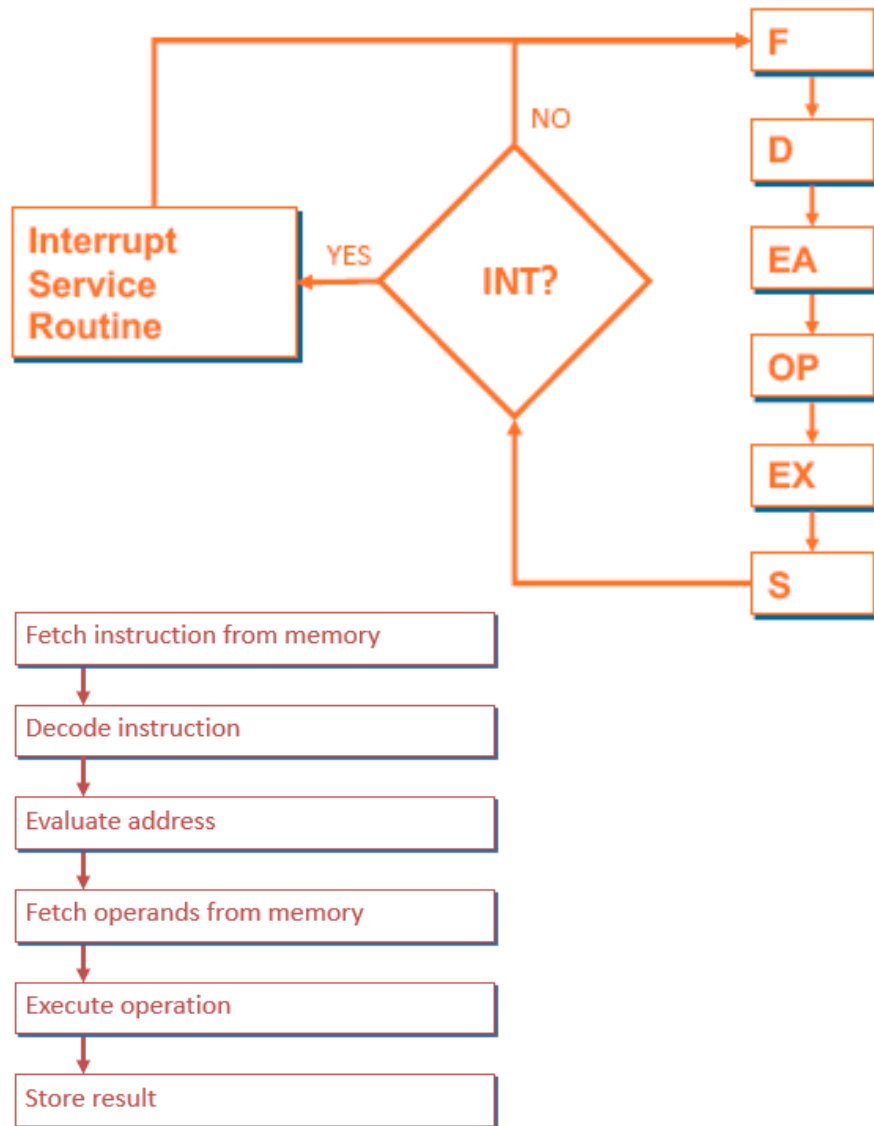 F
NO
D
Interrupt
Service
Routine
YES
INT?
EA
OP
EX
S
Fetch instruction from memory
Decode instruction
Evaluate address
Fetch operands from memory
Execute operation
Store result